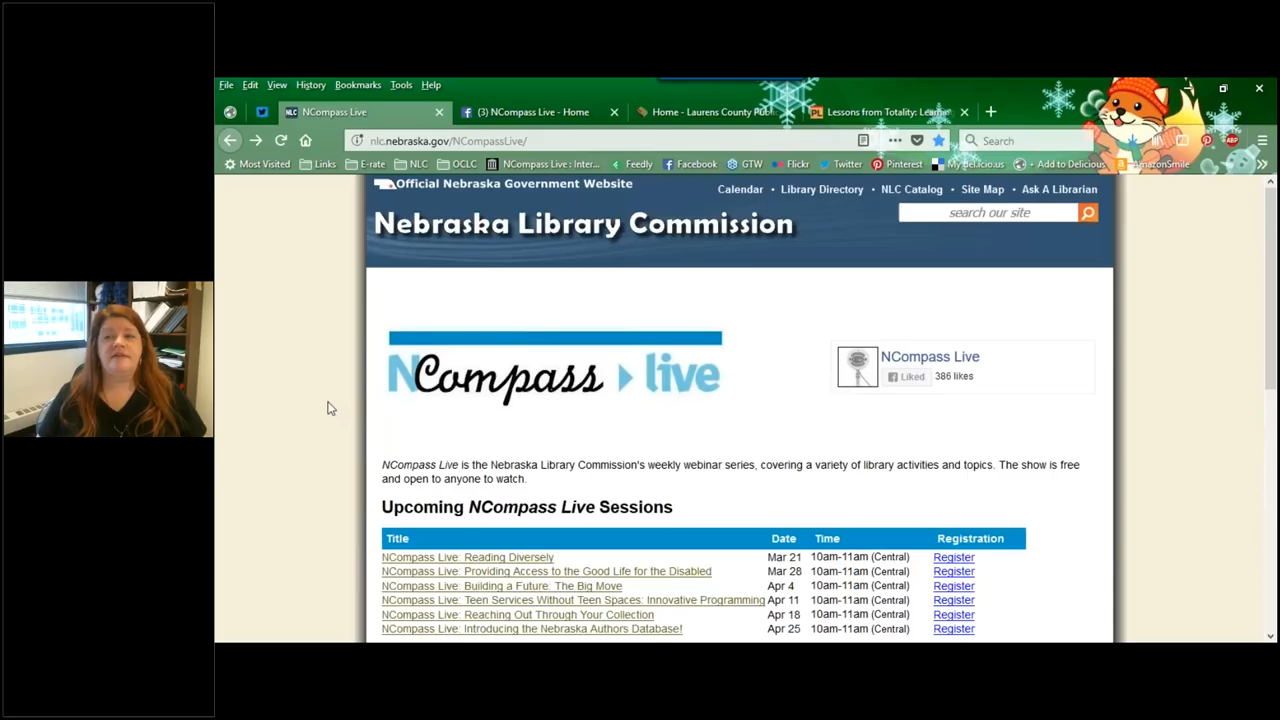 File Edit View History Bookmarks Tools Help
NLC NCompass Live (3) NCompass Live - Home Home - Laurens County Pub PL Lessons from Totality: Learn
nlc.nebraska.gov/NCompassLive/ Search ABP
Most Visited Links E-rate NLC OCLC NCompass Live : Inter... Feedly Facebook GTW Flickr Twitter Pinterest My del.icio.us + Add to Delicious AmazonSmile
Official Nebraska Government Website
Calendar • Library Directory • NLC Catalog • Site Map • Ask A Librarian
Nebraska Library Commission
search our site
NCompass live
NCompass Live
Liked 386 likes
NCompass Live is the Nebraska Library Commission's weekly webinar series, covering a variety of library activities and topics. The show is free
and open to anyone to watch.
Upcoming NCompass Live Sessions
Title Date Time Registration
NCompass Live: Reading Diversely Mar 21 10am-11am (Central) Register
NCompass Live: Providing Access to the Good Life for the Disabled Mar 28 10am-11am (Central) Register
NCompass Live: Building a Future: The Big Move Apr 4 10am-11am (Central) Register
NCompass Live: Teen Services Without Teen Spaces: Innovative Programming Apr 11 10am-11am (Central) Register
NCompass Live: Reaching Out Through Your Collection Apr 18 10am-11am (Central) Register
NCompass Live: Introducing the Nebraska Authors Database! Apr 25 10am-11am (Central) Register